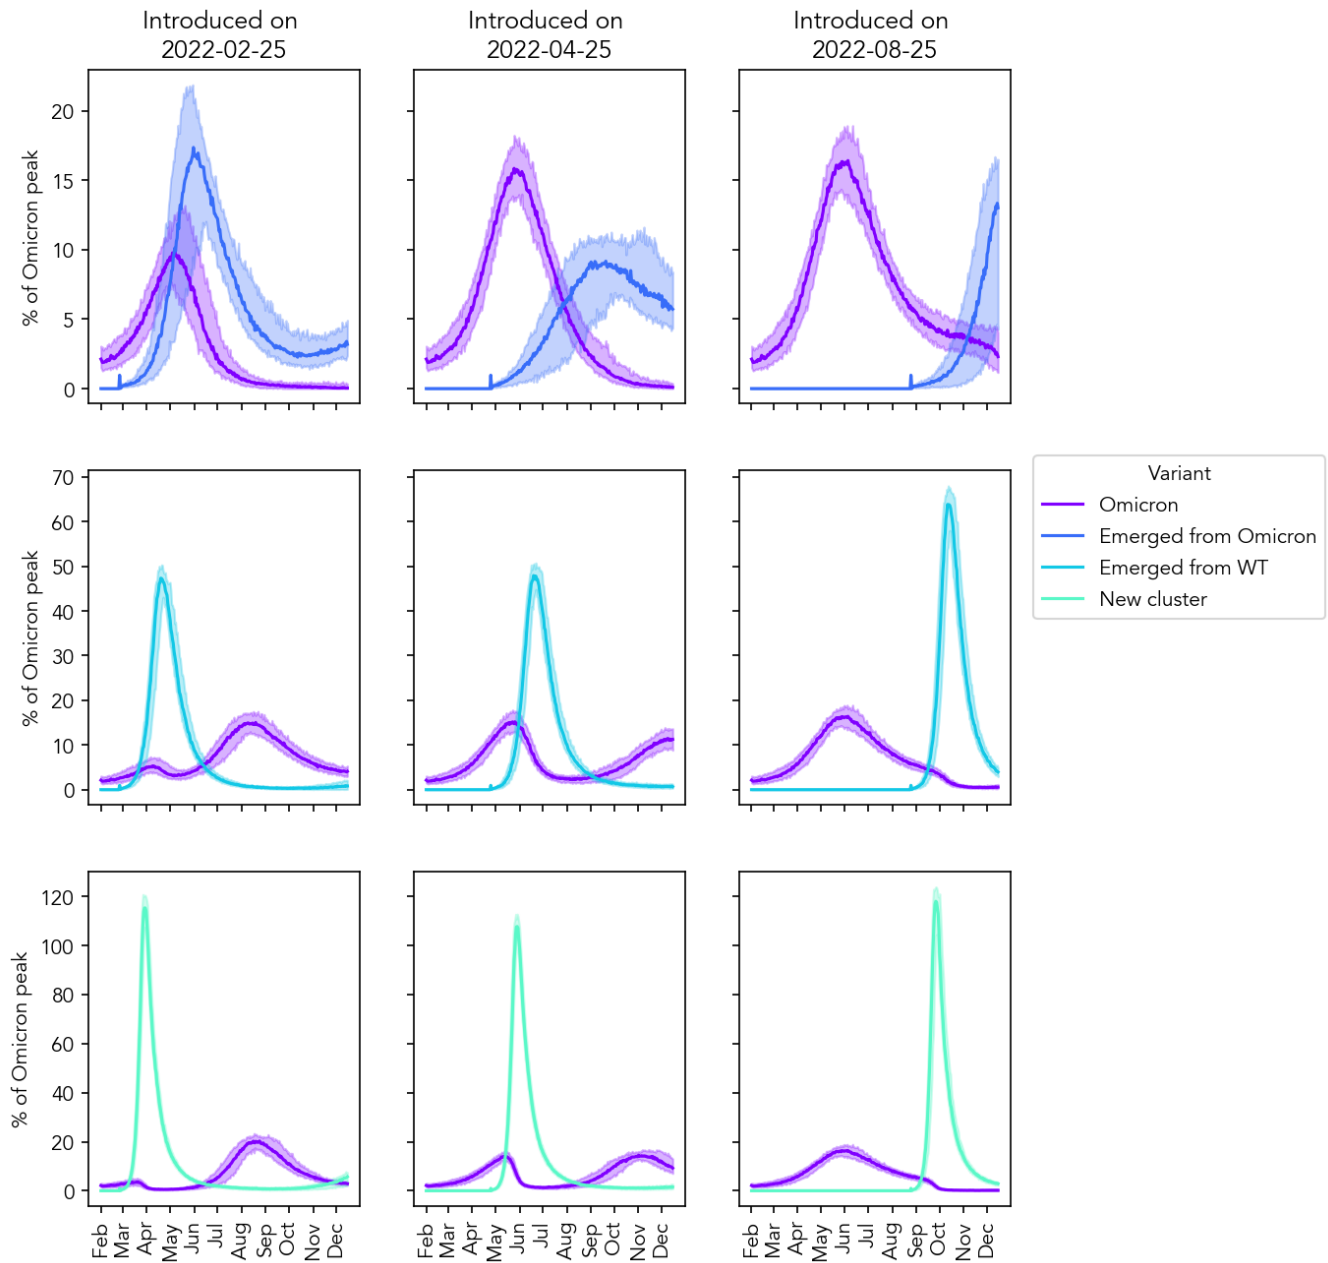 Introduced on
2022-02-25
Introduced on
2022-04-25
Introduced on
2022-08-25
% of Omicron peak
20
15
10
5
0
% of Omicron peak
70
60
50
40
30
20
10
0
Variant
Omicron
Emerged from Omicron
Emerged from WT
New cluster
% of Omicron peak
120
100
80
60
40
20
0
Feb Mar Apr May Jun Jul Aug Sep Oct Nov Dec
Feb Mar Apr May Jun Jul Aug Sep Oct Nov Dec
Feb Mar Apr May Jun Jul Aug Sep Oct Nov Dec